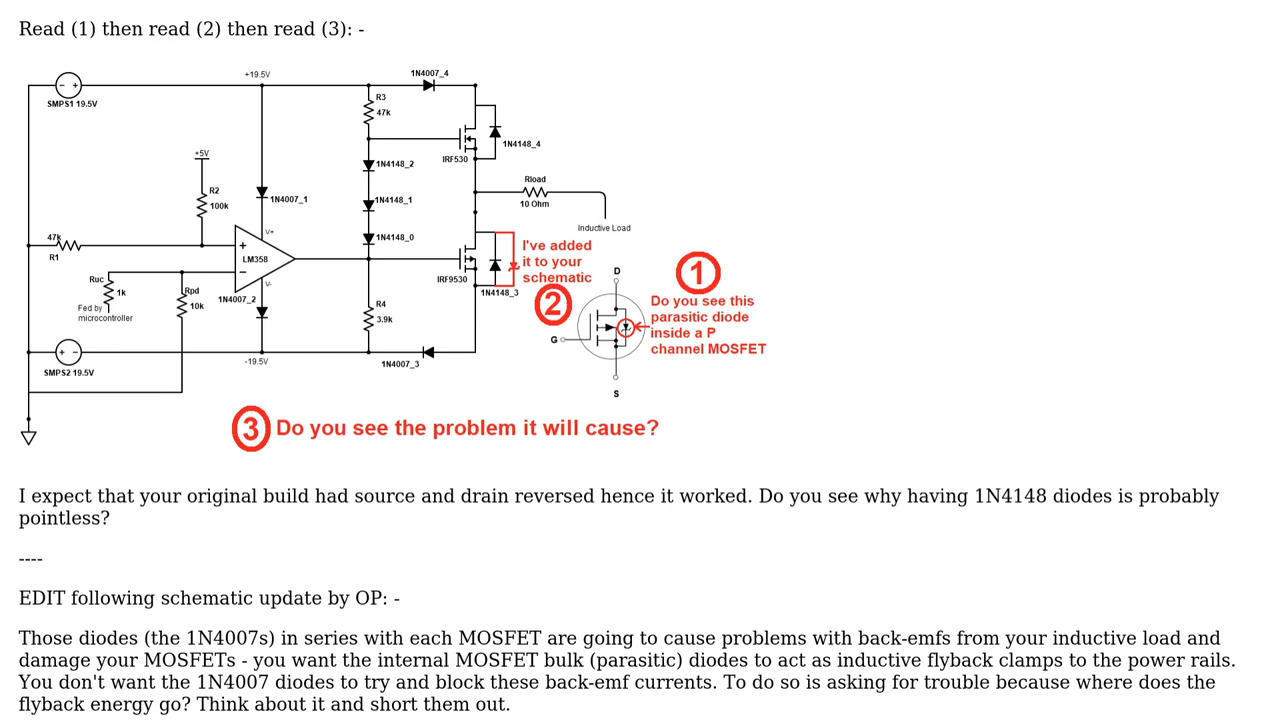 Read (1) then read (2) then read (3): -
+19.5V
1N4007_4
SMPS1 19.5V
R3
47k
+5V
1N4148_4
IRF530
1N4148_2
R2
100k
1N4007_1
Rload
10 Ohm
1N4148_1
Inductive Load
47k
R1
V+
+
LM358
-
V-
1N4148_0
I've added
it to your
schematic
2
IRF9530
1N4148_3
D
G
S
1
Do you see this
parasitic diode
inside a P
channel MOSFET
Ruc
1k
Fed by
microcontroller
Rpd
10k
1N4007_2
R4
3.9k
-19.5V
1N4007_3
SMPS2 19.5V
3 Do you see the problem it will cause?
I expect that your original build had source and drain reversed hence it worked. Do you see why having 1N4148 diodes is probably
pointless?
----
EDIT following schematic update by OP: -
Those diodes (the 1N4007s) in series with each MOSFET are going to cause problems with back-emfs from your inductive load and
damage your MOSFETs - you want the internal MOSFET bulk (parasitic) diodes to act as inductive flyback clamps to the power rails.
You don't want the 1N4007 diodes to try and block these back-emf currents. To do so is asking for trouble because where does the
flyback energy go? Think about it and short them out.